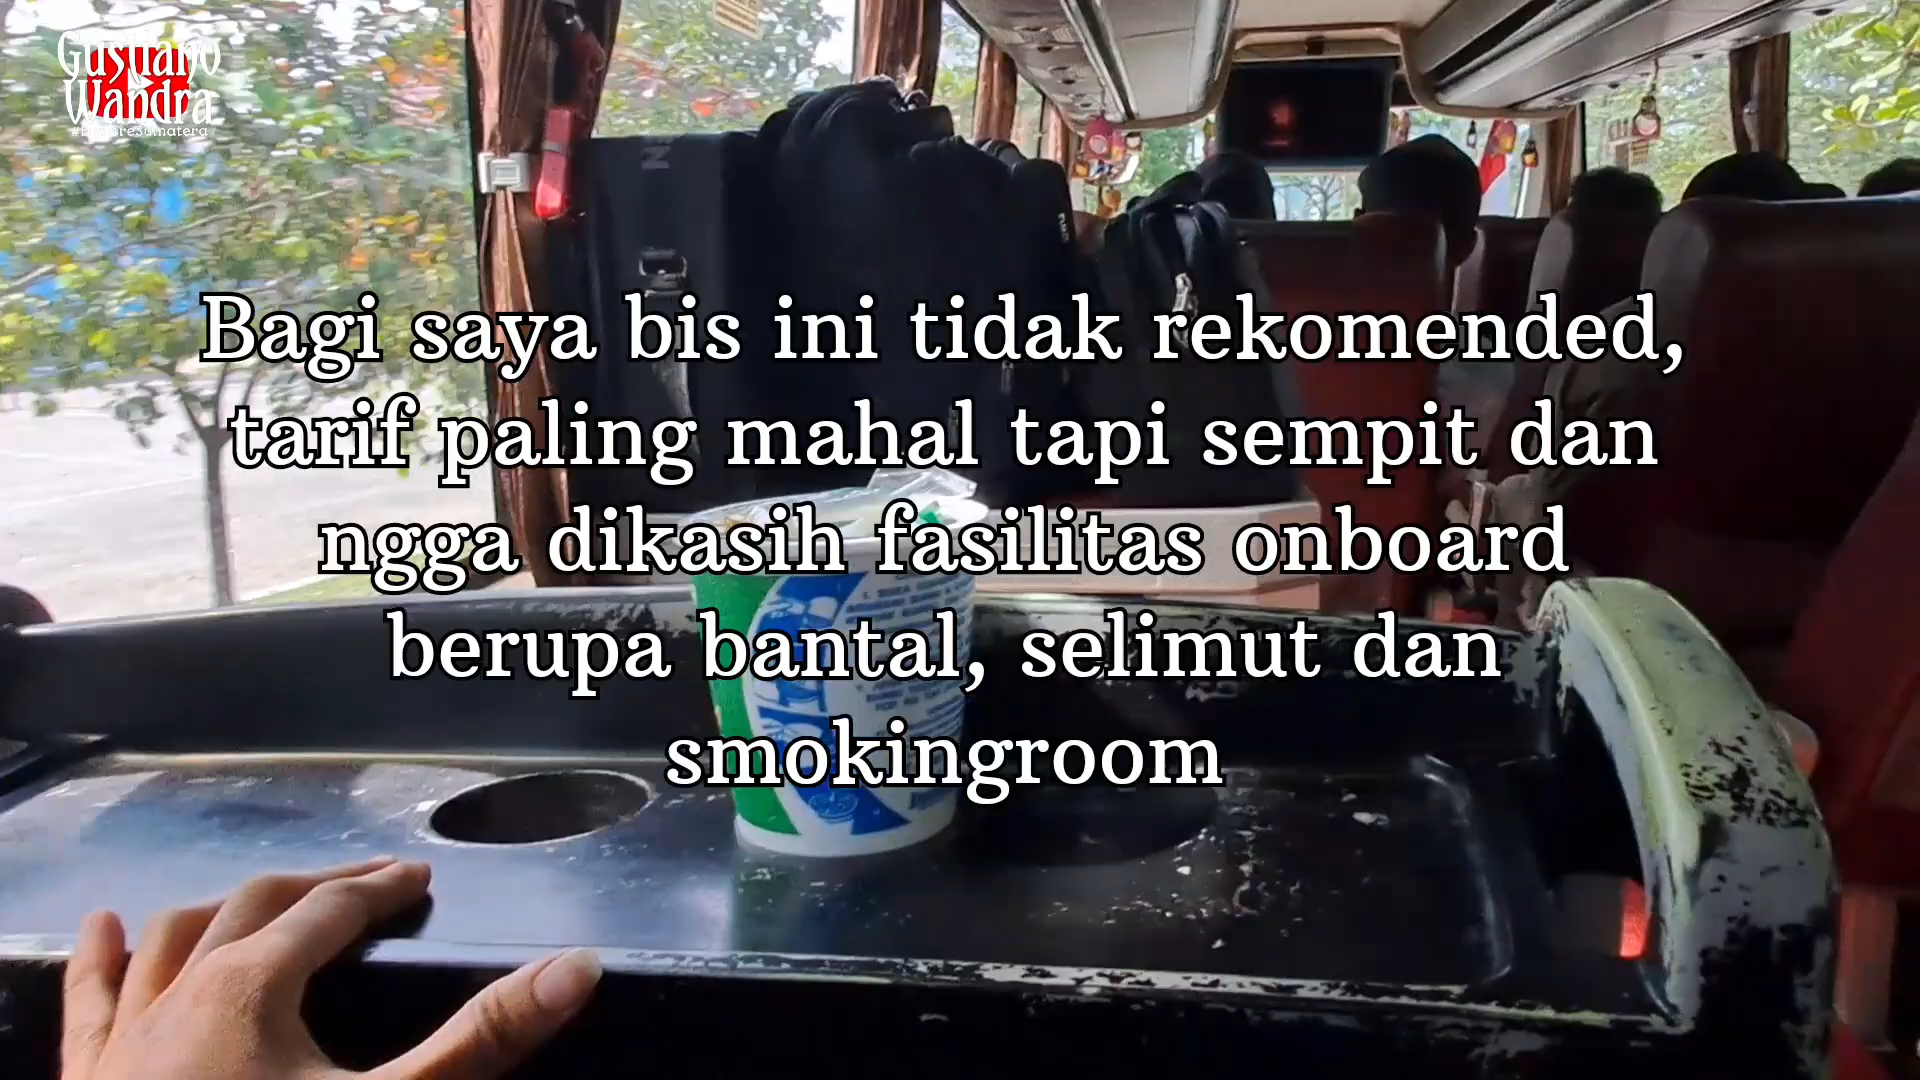 Gustiano
Wandra
#ExploreSumatera
Bagi saya bis ini tidak rekomended,
tarif paling mahal tapi sempit dan
ngga dikasih fasilitas onboard
berupa bantal, selimut dan
smokingroom